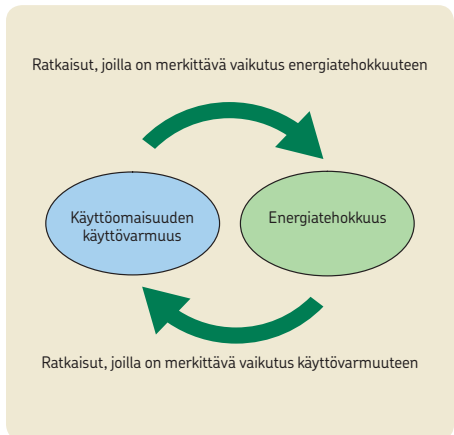 Ratkaisut, joilla on merkittävä vaikutus energiatehokkuuteen
Käyttöomaisuuden
käyttövarmuus
Energiatehokkuus
Ratkaisut, joilla on merkittävä vaikutus käyttövarmuuteen